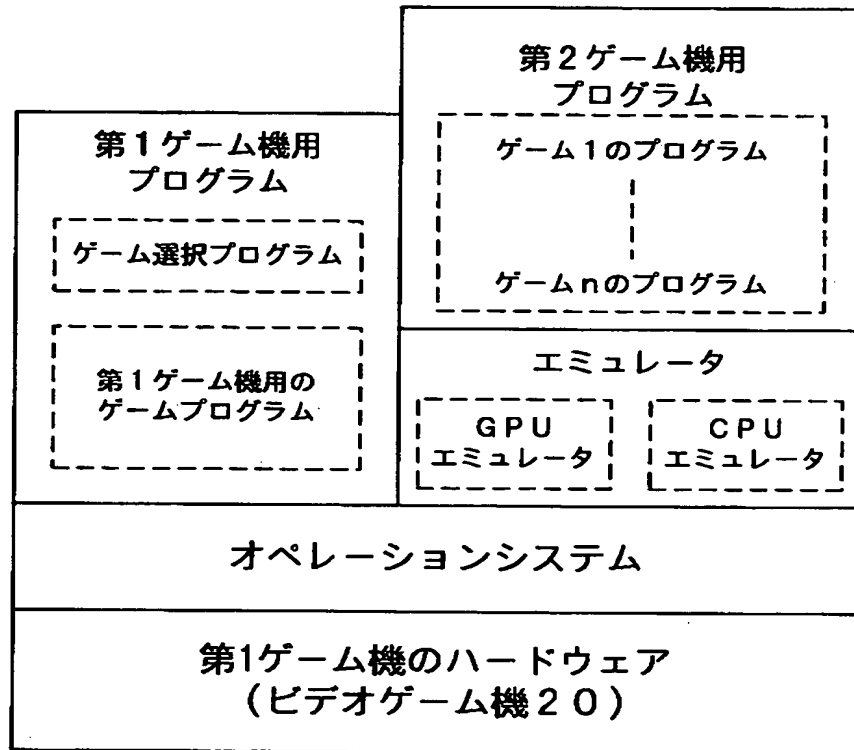 第2ゲーム機用
プログラム
ゲーム1のプログラム
ゲームnのプログラム
第1ゲーム機用
プログラム
ゲーム選択プログラム
第1ゲーム機用の
ゲームプログラム
エミュレータ
GPU
エミュレータ
CPU
エミュレータ
オペレーションシステム
第1ゲーム機のハードウェア
(ビデオゲーム機20)